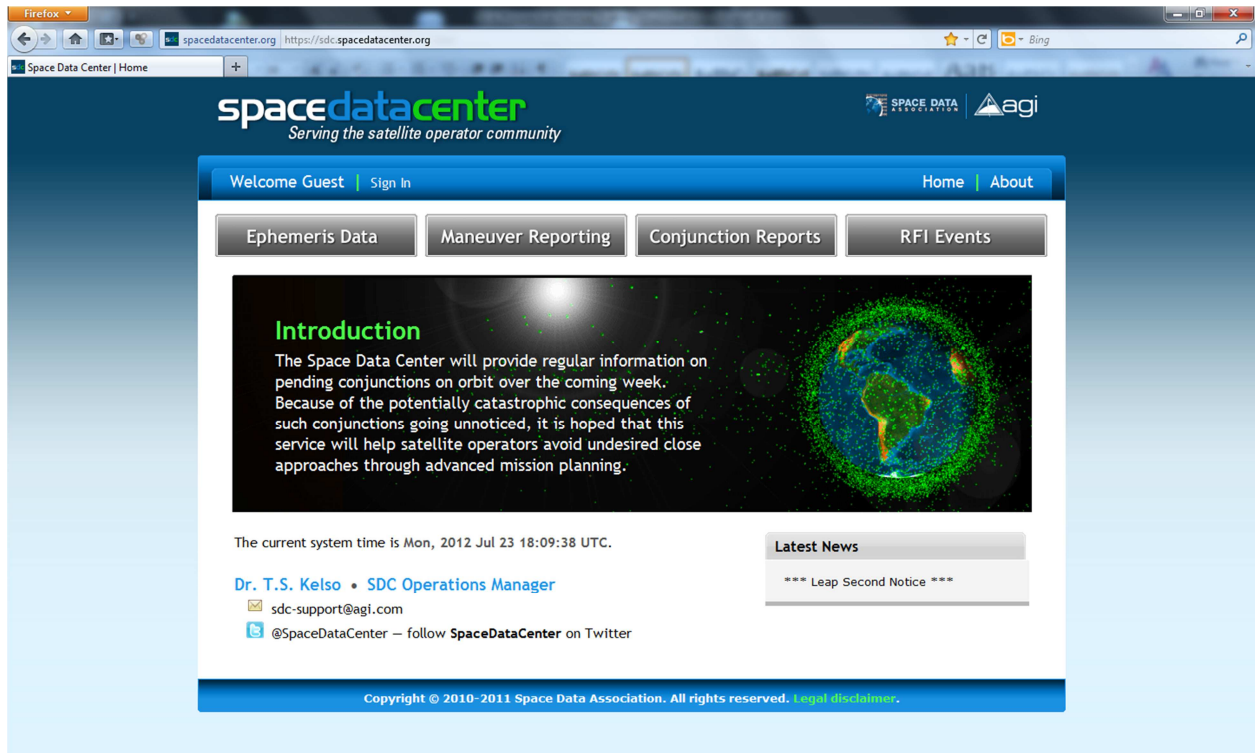 Firefox
spacedatacenter.org https://sdc.spacedatacenter.org
Bing
sdc Space Data Center | Home +
spacedatacenter
Serving the satellite operator community
SPACE DATA
ASSOCIATION
agi
Welcome Guest | Sign In
Home | About
Ephemeris Data
Maneuver Reporting
Conjunction Reports
RFI Events
Introduction
The Space Data Center will provide regular information on
pending conjunctions on orbit over the coming week.
Because of the potentially catastrophic consequences of
such conjunctions going unnoticed, it is hoped that this
service will help satellite operators avoid undesired close
approaches through advanced mission planning.
The current system time is Mon, 2012 Jul 23 18:09:38 UTC.
Dr. T.S. Kelso • SDC Operations Manager
sdc-support@agi.com
@SpaceDataCenter — follow SpaceDataCenter on Twitter
Latest News
*** Leap Second Notice ***
Copyright © 2010-2011 Space Data Association. All rights reserved. Legal disclaimer.